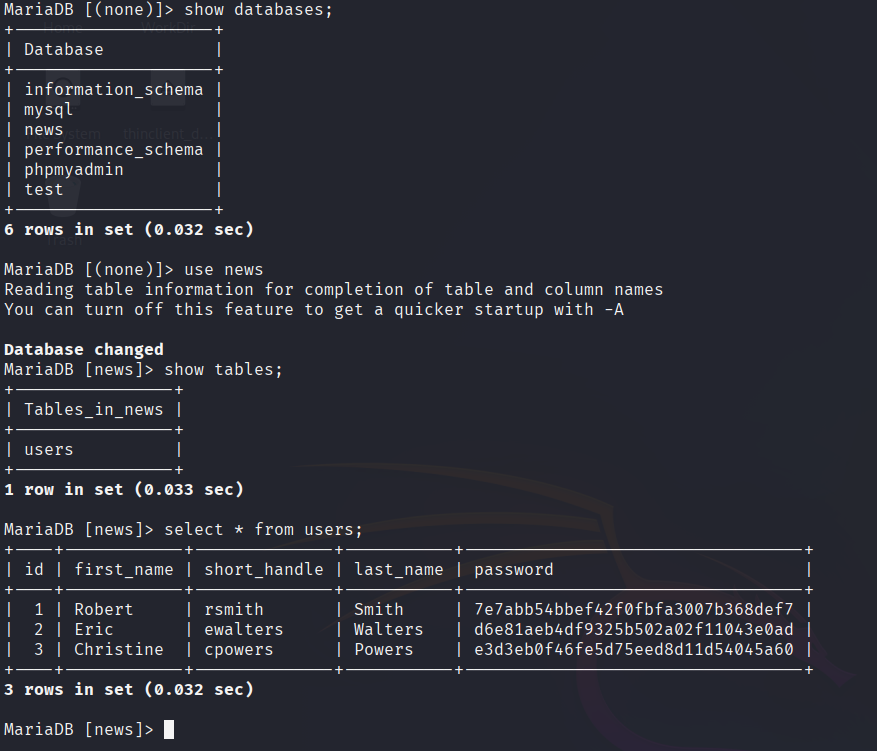 MariaDB [(none)]> show databases;
+--------------------+
| Database           |
+--------------------+
| information_schema |
| mysql              |
| news               |
| performance_schema |
| phpmyadmin         |
| test               |
+--------------------+
6 rows in set (0.032 sec)
MariaDB [(none)]> use news
Reading table information for completion of table and column names
You can turn off this feature to get a quicker startup with -A
Database changed
MariaDB [news]> show tables;
+----------------+
| Tables_in_news |
+----------------+
| users          |
+----------------+
1 row in set (0.033 sec)
MariaDB [news]> select * from users;
+----+------------+--------------+-----------+----------------------------------+
| id | first_name | short_handle | last_name | password                         |
+----+------------+--------------+-----------+----------------------------------+
|  1 | Robert     | rsmith       | Smith     | 7e7abb54bbef42f0fbfa3007b368def7 |
|  2 | Eric       | ewalters     | Walters   | d6e81aeb4df9325b502a02f11043e0ad |
|  3 | Christine  | cpowers      | Powers    | e3d3eb0f46fe5d75eed8d11d54045a60 |
+----+------------+--------------+-----------+----------------------------------+
3 rows in set (0.032 sec)
MariaDB [news]>